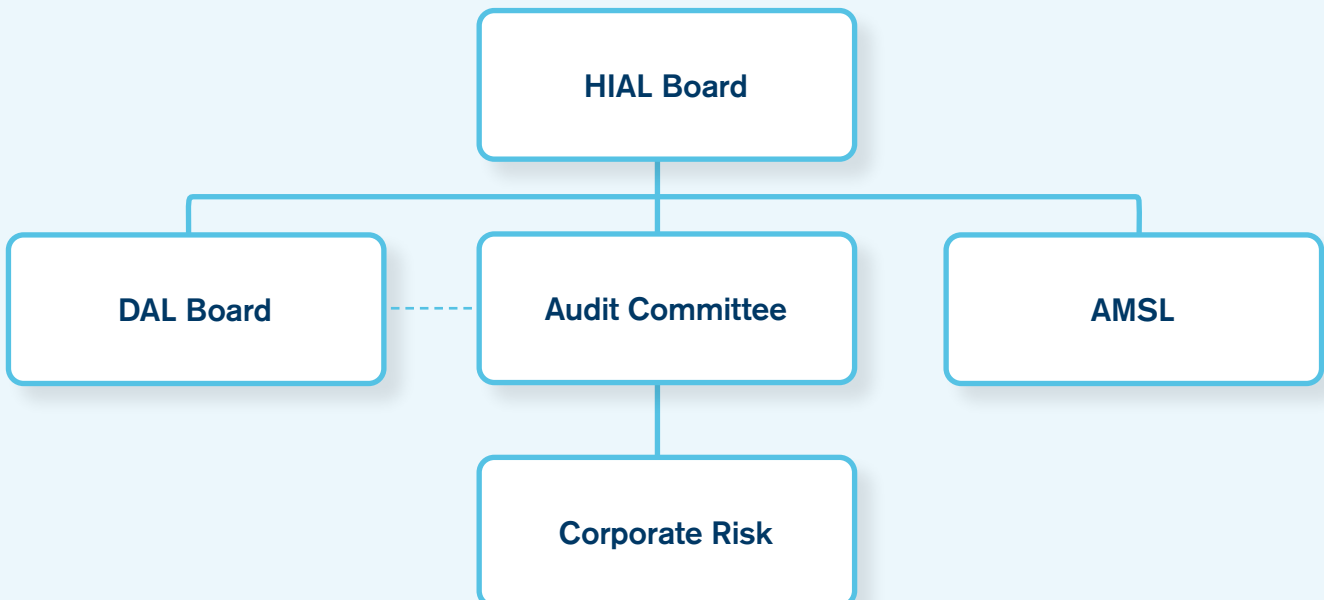 HIAL Board
DAL Board
Audit Committee
AMSL
Corporate Risk